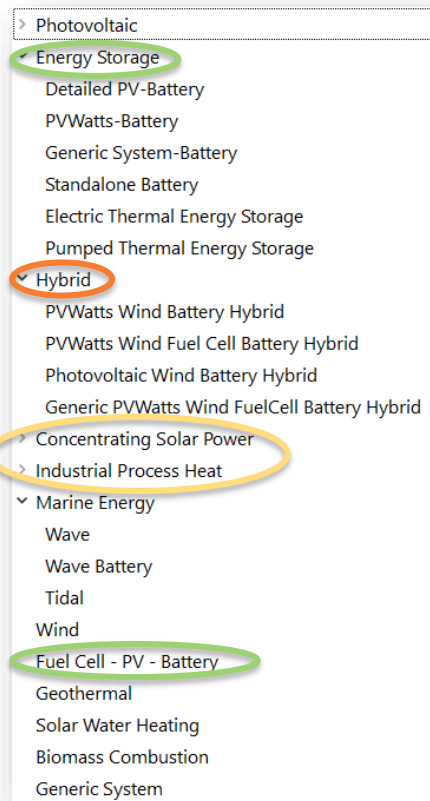 Photovoltaic
Energy Storage
Detailed PV-Battery
PVWatts-Battery
Generic System-Battery
Standalone Battery
Electric Thermal Energy Storage
Pumped Thermal Energy Storage
Hybrid
PVWatts Wind Battery Hybrid
PVWatts Wind Fuel Cell Battery Hybrid
Photovoltaic Wind Battery Hybrid
Generic PVWatts Wind FuelCell Battery Hybrid
Concentrating Solar Power
Industrial Process Heat
Marine Energy
Wave
Wave Battery
Tidal
Wind
Fuel Cell - PV - Battery
Geothermal
Solar Water Heating
Biomass Combustion
Generic System